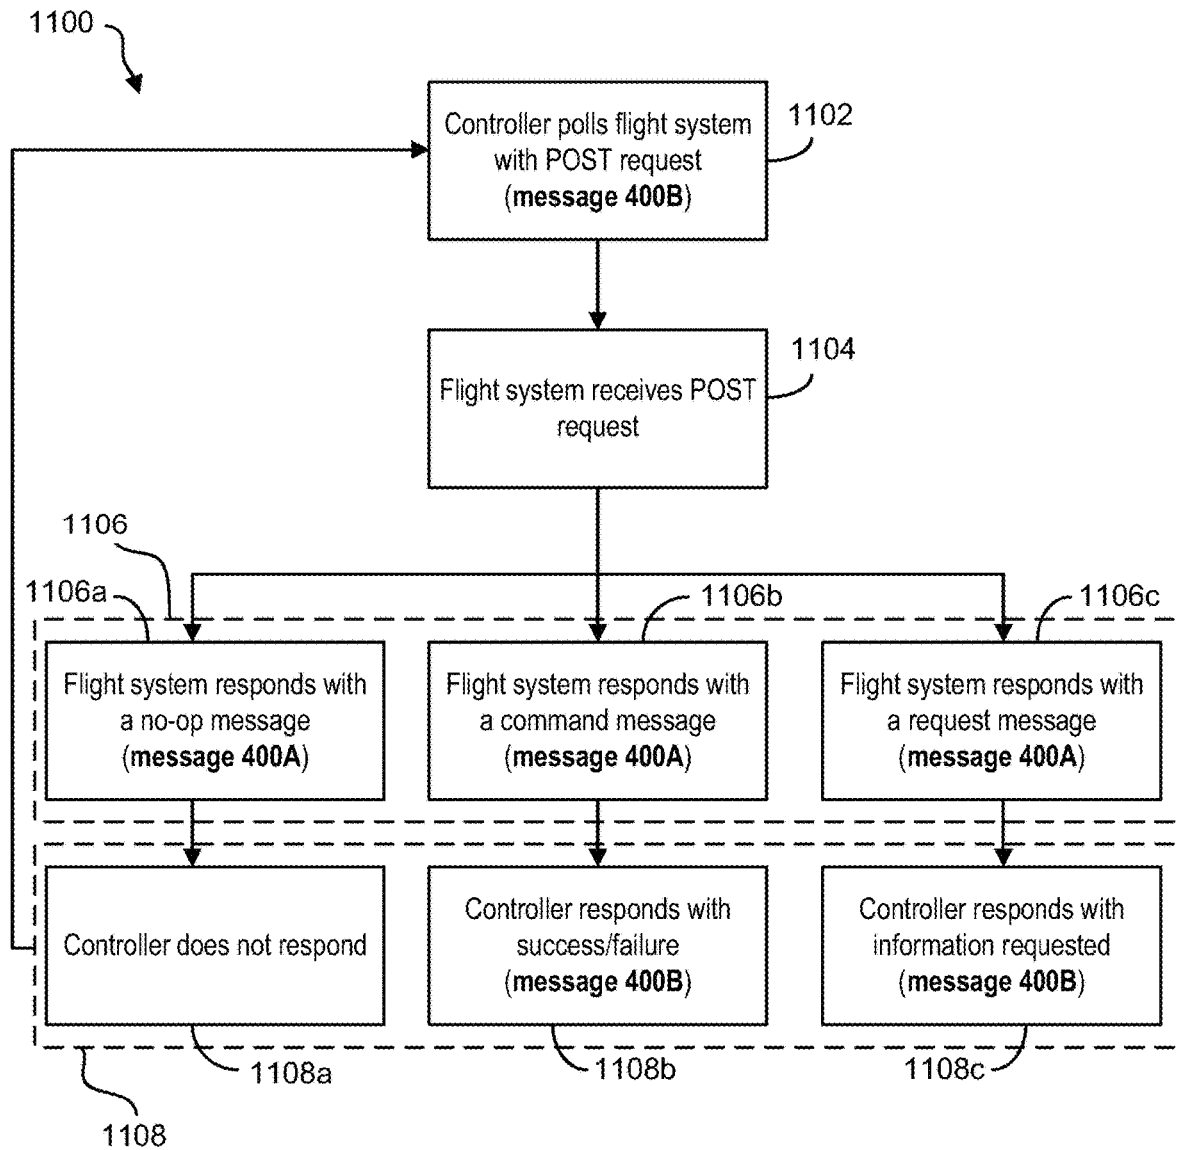 1100
Controller polls flight system
with POST request
(message 400B)
1102
Flight system receives POST
request
1104
1106
1106a
1106b
1106c
Flight system responds with
a no-op message
(message 400A)
Flight system responds with
a command message
(message 400A)
Flight system responds with
a request message
(message 400A)
Controller does not respond
Controller responds with
success/failure
(message 400B)
Controller responds with
information requested
(message 400B)
1108a
1108b
1108c
1108